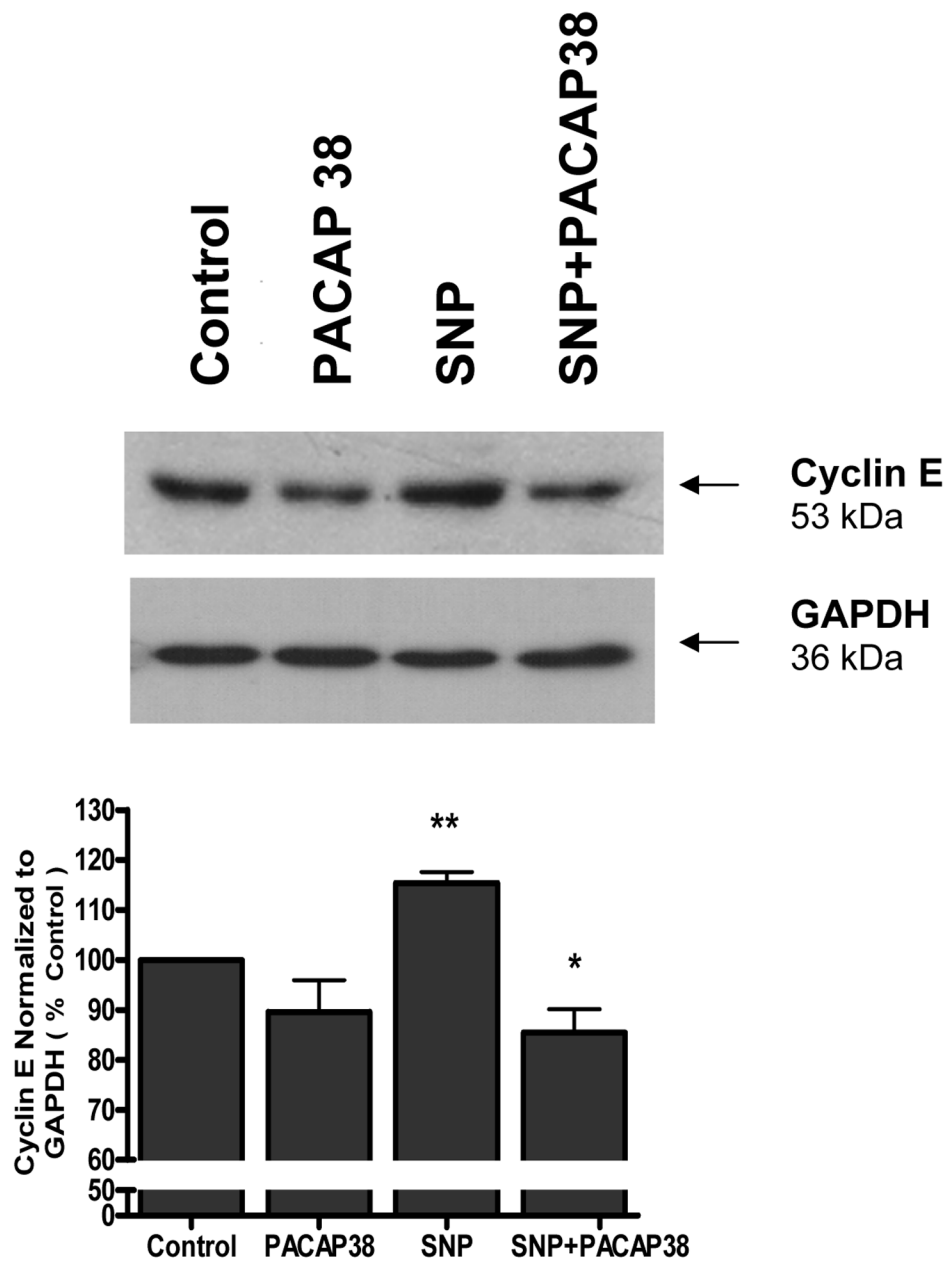 Control
PACAP 38
SNP
SNP+PACAP38
Cyclin E
53 kDa
GAPDH
36 kDa
Cyclin E Normalized to
GAPDH ( % Control )
130
120
110
100
90
80
70
60
50
0
**
*
Control PACAP38 SNP SNP+PACAP38